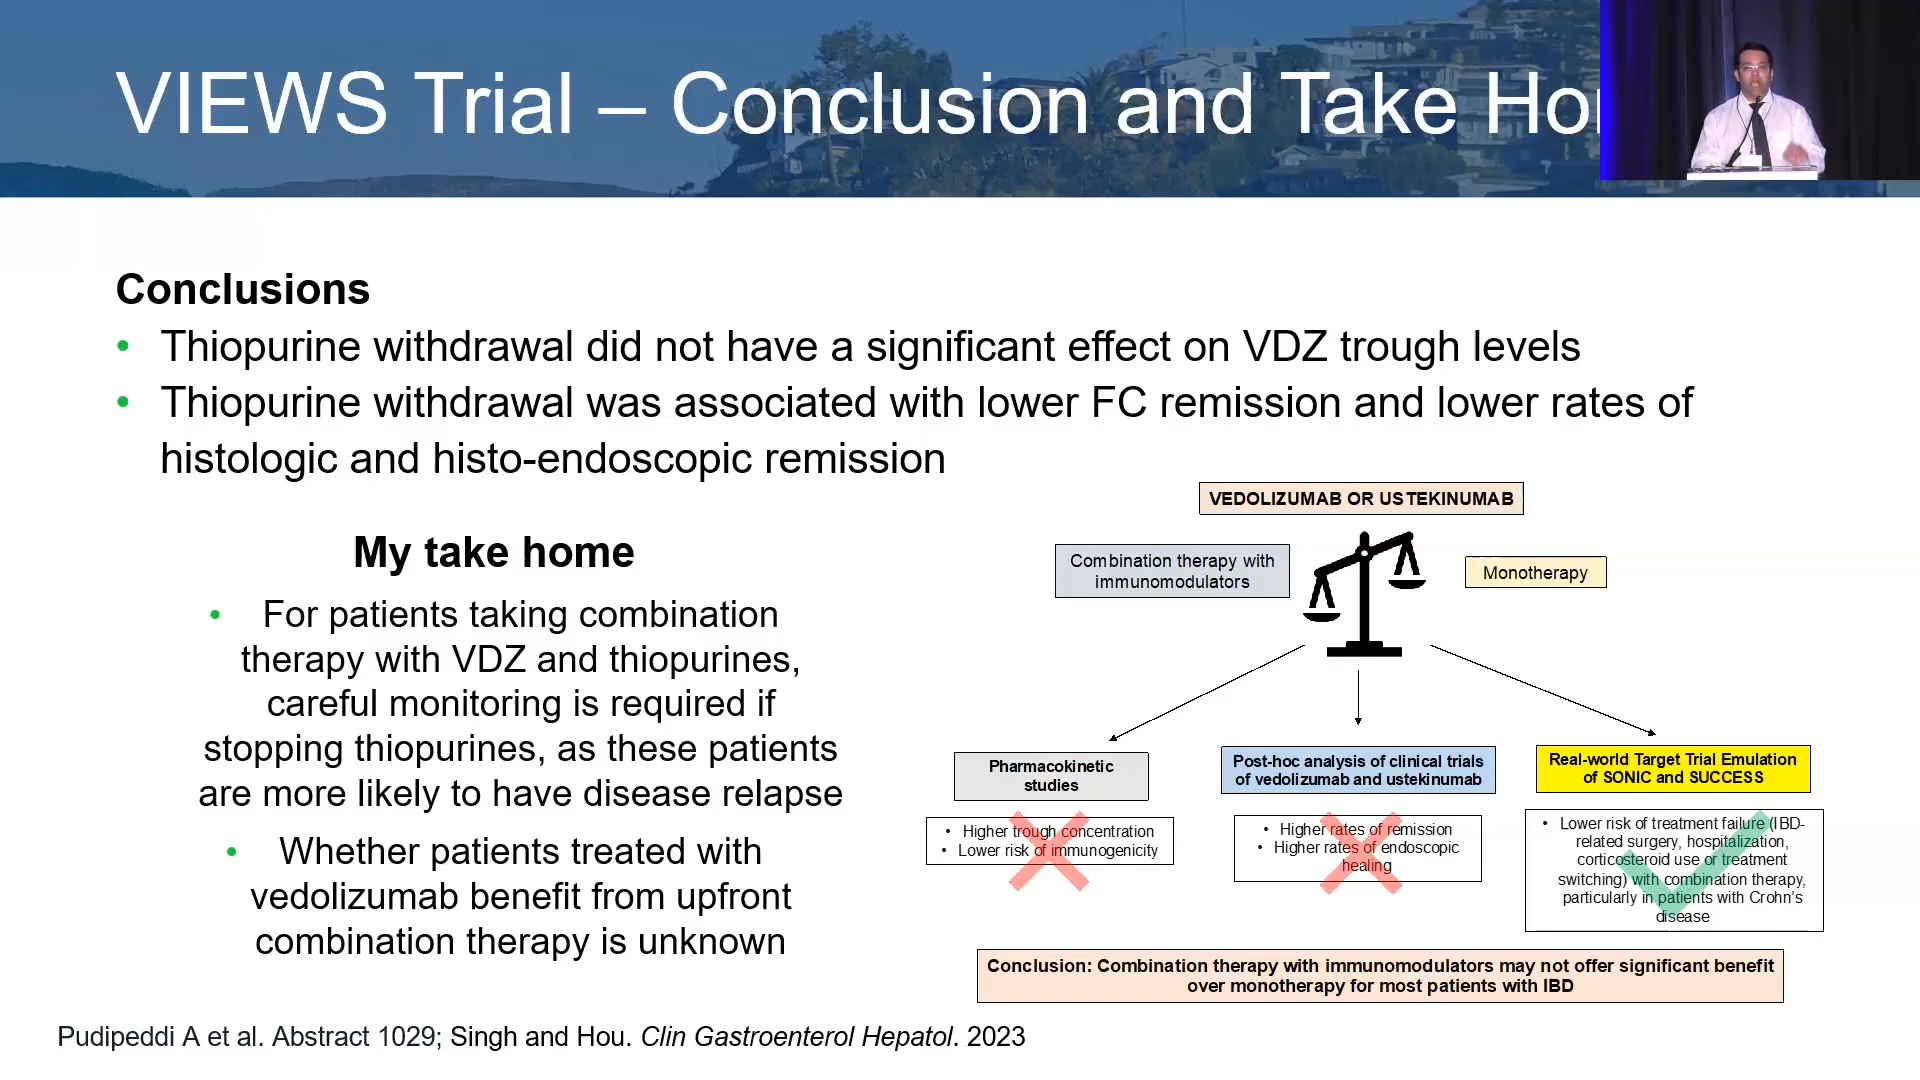 VIEWS Trial – Conclusion and Take
Conclusions
• Thiopurine withdrawal did not have a significant effect on VDZ trough levels
• Thiopurine withdrawal was associated with lower FC remission and lower rates of
histologic and histo-endoscopic remission
My take home
• For patients taking combination
therapy with VDZ and thiopurines,
careful monitoring is required if
stopping thiopurines, as these patients
are more likely to have disease relapse
• Whether patients treated with
vedolizumab benefit from upfront
combination therapy is unknown
VEDOLIZUMAB OR USTEKINUMAB
Combination therapy with
immunomodulators
Monotherapy
Pharmacokinetic
studies
• Higher trough concentration
• Lower risk of immunogenicity
Post-hoc analysis of clinical trials
of vedolizumab and ustekinumab
• Higher rates of remission
• Higher rates of endoscopic
healing
Real-world Target Trial Emulation
of SONIC and SUCCESS
• Lower risk of treatment failure (IBD-
related surgery, hospitalization,
corticosteroid use or treatment
switching) with combination therapy,
particularly in patients with Crohn's
disease
Conclusion: Combination therapy with immunomodulators may not offer significant benefit
over monotherapy for most patients with IBD
Pudipeddi A et al. Abstract 1029; Singh and Hou. Clin Gastroenterol Hepatol. 2023